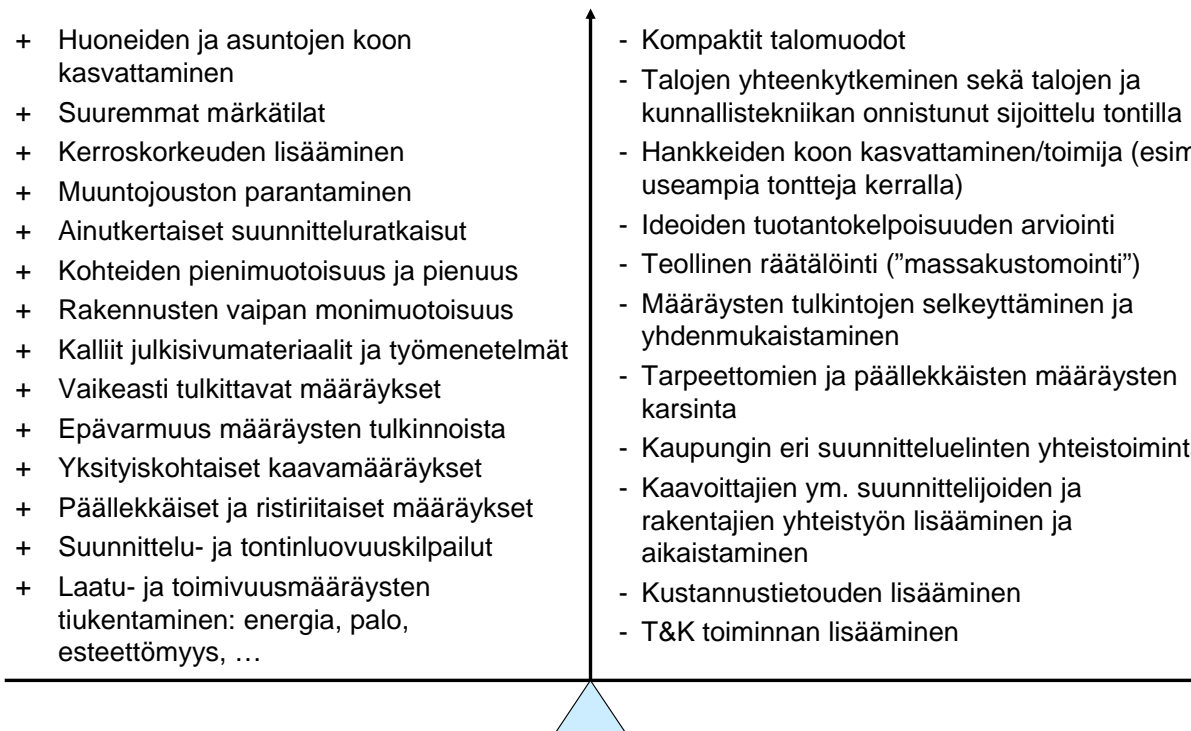 + Huoneiden ja asuntojen koon
kasvattaminen
+ Suuremmat märkätilat
+ Kerroskorkeuden lisääminen
+ Muuntojouston parantaminen
+ Ainutkertaiset suunnitteluratkaisut
+ Kohteiden pienimuotoisuus ja pienuus
+ Rakennusten vaipan monimuotoisuus
+ Kalliit julkisivumateriaalit ja työmenetelmät
+ Vaikeasti tulkittavat määräykset
+ Epävarmuus määräysten tulkinnoista
+ Yksityiskohtaiset kaavamääräykset
+ Päällekkäiset ja ristiriitaiset määräykset
+ Suunnittelu- ja tontinluovuuskilpailut
+ Laatu- ja toimivuusmääräysten
tiukentaminen: energia, palo,
esteettömyys, …
- Kompaktit talomuodot
- Talojen yhteenkytkeminen sekä talojen ja
kunnallistekniikan onnistunut sijoittelu tontilla
- Hankkeiden koon kasvattaminen/toimija (esim
useampia tontteja kerralla)
- Ideoiden tuotantokelpoisuuden arviointi
- Teollinen räätälöinti (”massakustomointi”)
- Määräysten tulkintojen selkeyttäminen ja
yhdenmukaistaminen
- Tarpeettomien ja päällekkäisten määräysten
karsinta
- Kaupungin eri suunnitteluelinten yhteistoimint
- Kaavoittajien ym. suunnittelijoiden ja
rakentajien yhteistyön lisääminen ja
aikaistaminen
- Kustannustietouden lisääminen
- T&K toiminnan lisääminen